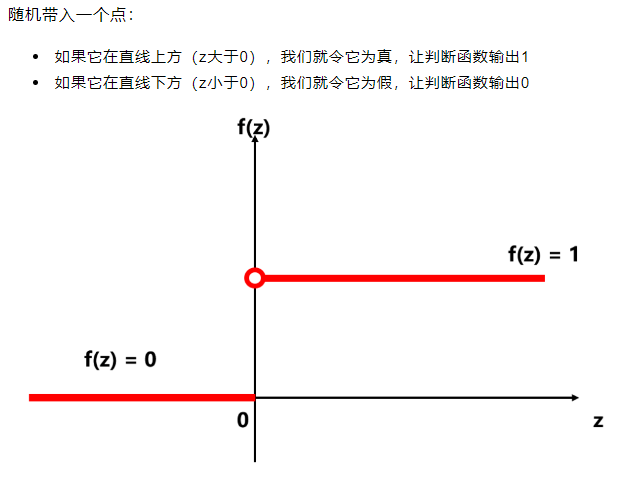 随机带入一个点：
• 如果它在直线上方（z大于0），我们就令它为真，让判断函数输出1
• 如果它在直线下方（z小于0），我们就令它为假，让判断函数输出0
f(z)
f(z) = 1
f(z) = 0
0
z